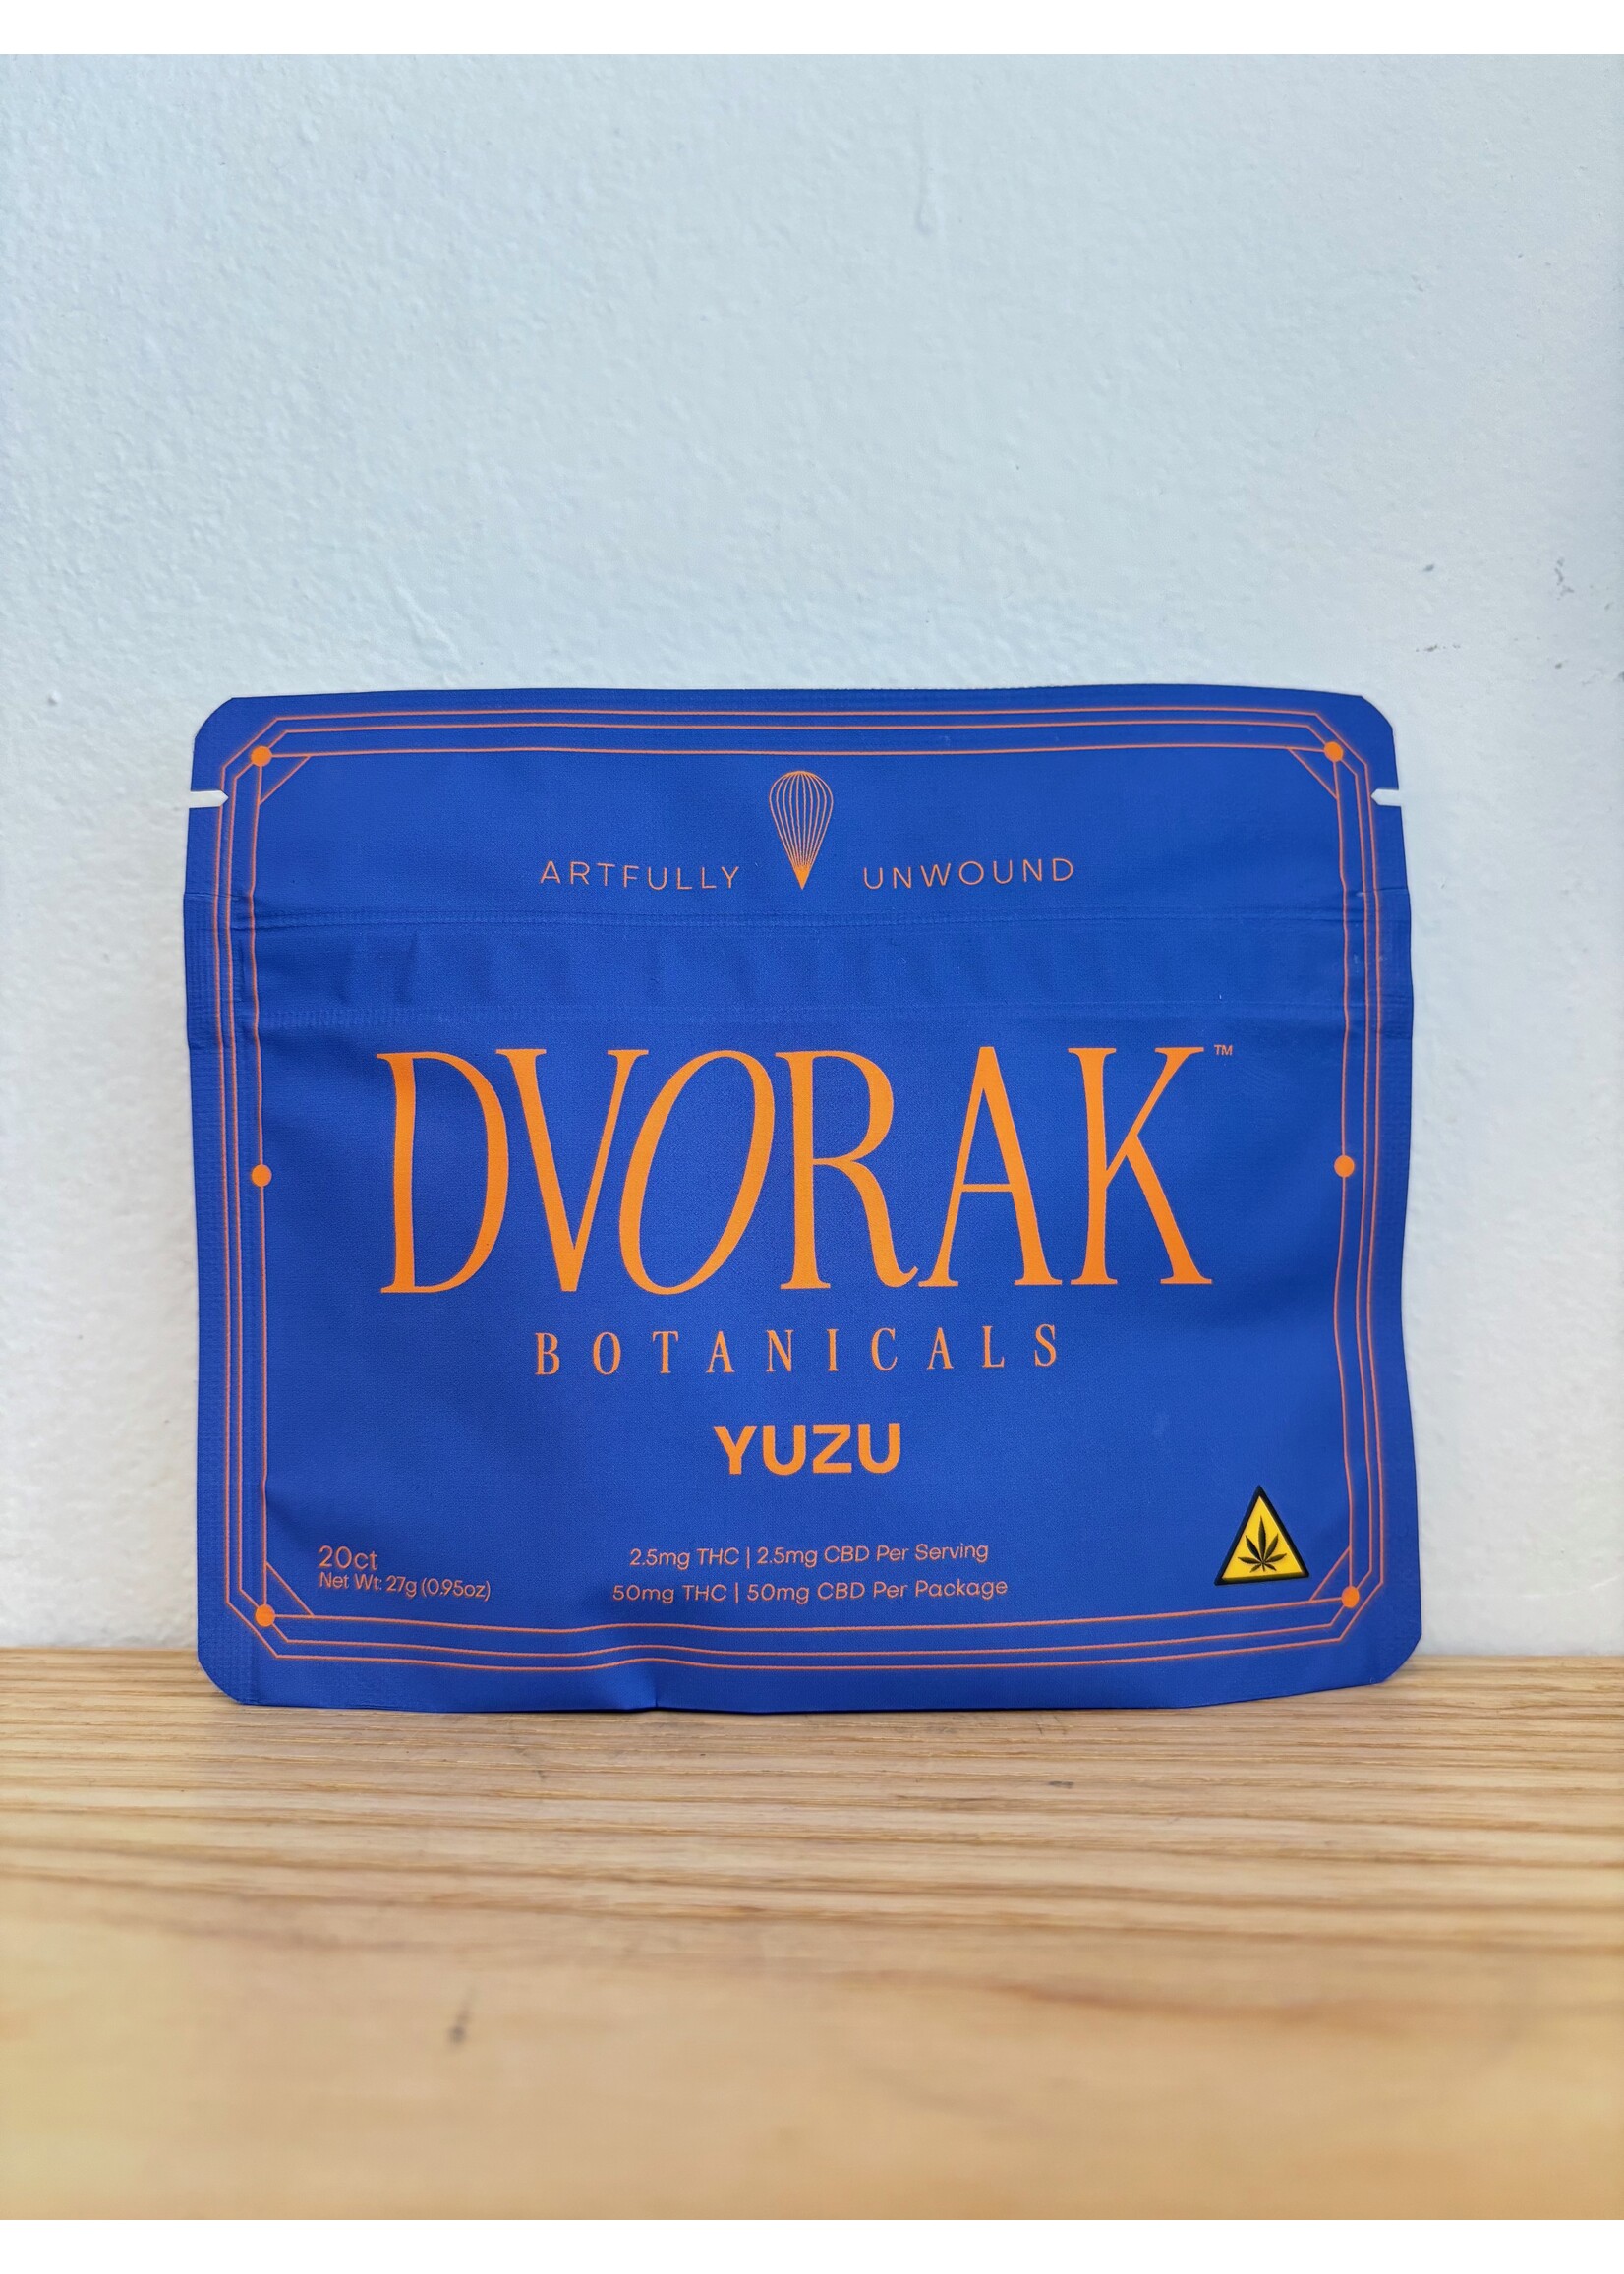 ARTFULLY UNWOUND
DVORAK™
BOTANICALS
YUZU
20ct
Net Wt: 27g (0.95oz)
2.5mg THC | 2.5mg CBD Per Serving
50mg THC | 50mg CBD Per Package